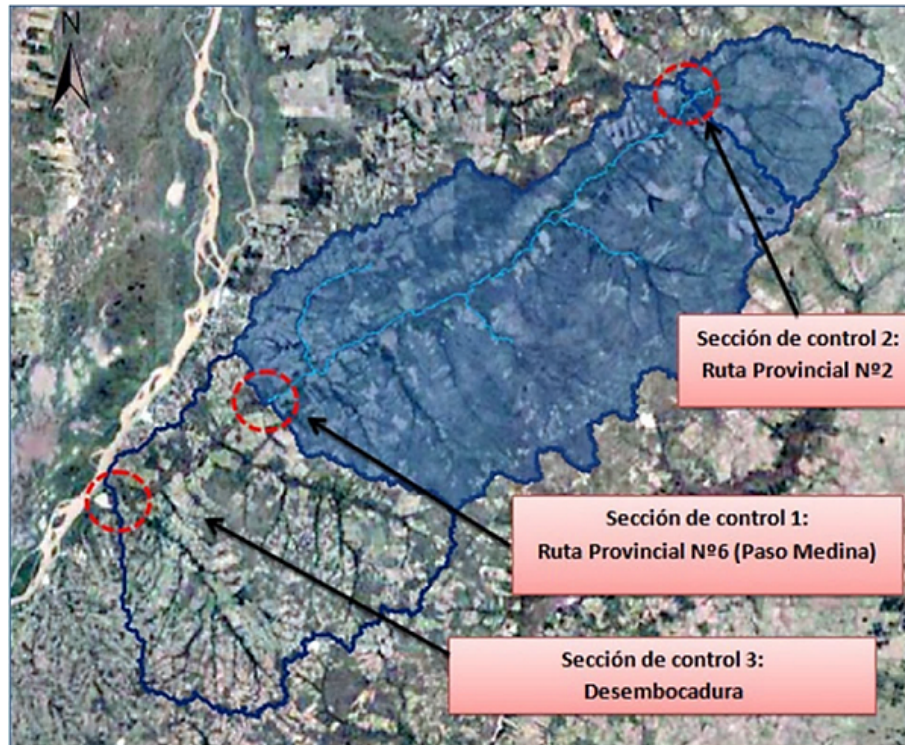 N
Sección de control 2:
Ruta Provincial Nº2
Sección de control 1:
Ruta Provincial Nº6 (Paso Medina)
Sección de control 3:
Desembocadura